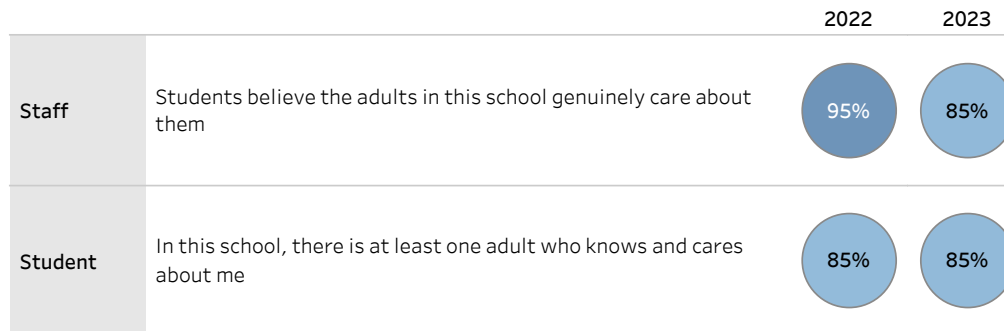 2022 2023
Staff
Students believe the adults in this school genuinely care about
them
95% 85%
Student
In this school, there is at least one adult who knows and cares
about me
85% 85%